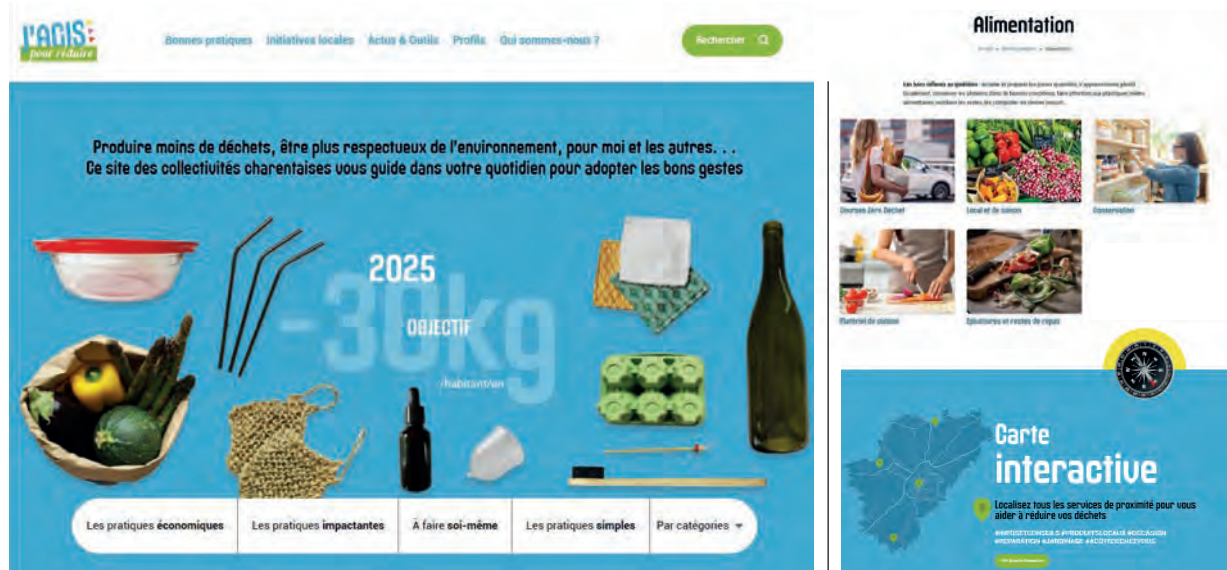 J'AGIS:
pour réduire
Bonnes pratiques Initiatives locales Actus & Outils Profils Qui sommes-nous ?
Rechercher
Produire moins de déchets, être plus respectueux de l'environnement, pour moi et les autres. . .
Ce site des collectivités charentaises vous guide dans votre quotidien pour adopter les bons gestes
2025
-30kg
OBJECTIF
/habitant/an
Les pratiques économiques
Les pratiques impactantes
A faire soi-même
Les pratiques simples
Par catégories
Alimentation
Courses Zéro Déchet
Local et de saison
Conservation
Matériel de cuisine
Epluchures et restes de repas
Carte
interactive
Localisez tous les services de proximité pour vous
aider à réduire vos déchets